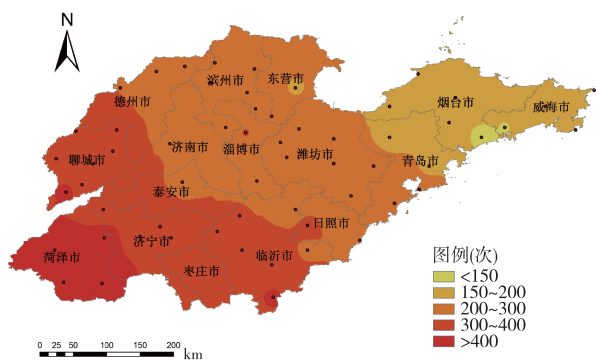 N
滨州市
东营市
德州市
烟台市
威海市
济南市
淄博市
潍坊市
聊城市
青岛市
泰安市
日照市
济宁市
菏泽市
临沂市
枣庄市
图例(次)
<150
150~200
200~300
300~400
>400
0 25 50 100 150 200
km